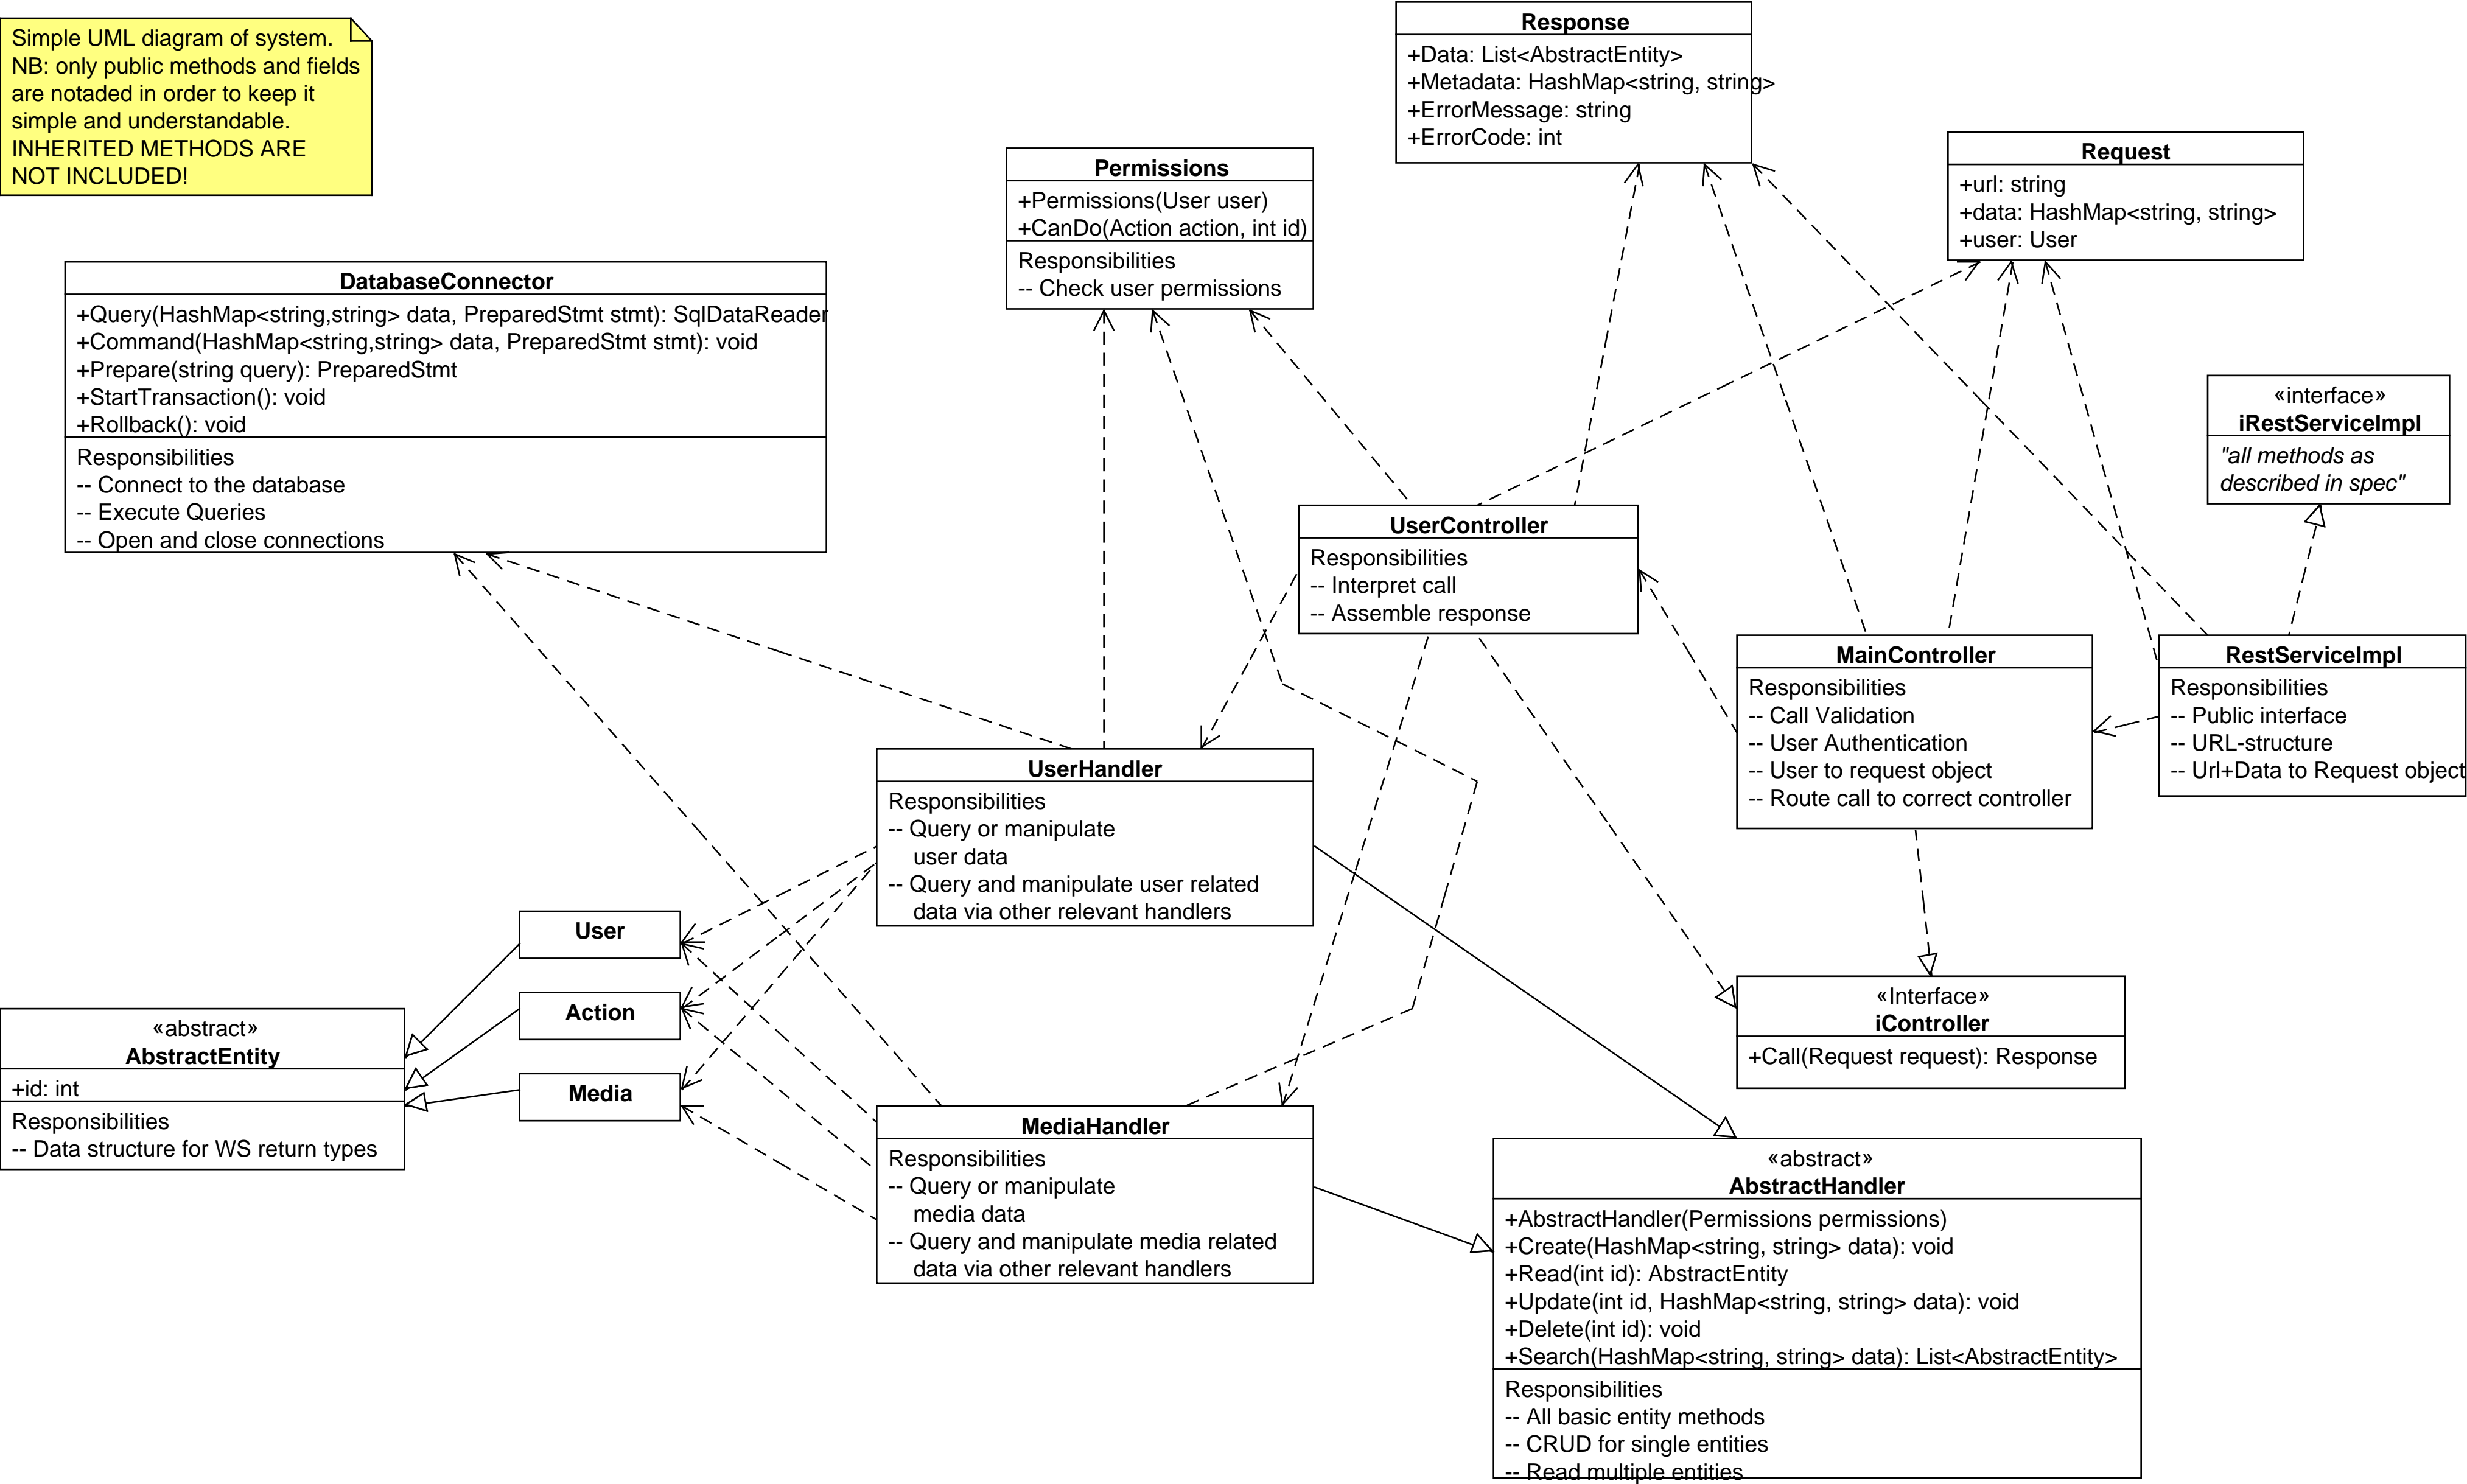 Simple UML diagram of system.
NB: only public methods and fields
are notaded in order to keep it
simple and understandable.
INHERITED METHODS ARE
NOT INCLUDED!
Response
+Data: List<AbstractEntity>
+Metadata: HashMap<string, string>
+ErrorMessage: string
+ErrorCode: int
Request
+url: string
+data: HashMap<string, string>
+user: User
Permissions
+Permissions(User user)
+CanDo(Action action, int id)
Responsibilities
-- Check user permissions
DatabaseConnector
+Query(HashMap<string,string> data, PreparedStmt stmt): SqlDataReader
+Command(HashMap<string,string> data, PreparedStmt stmt): void
+Prepare(string query): PreparedStmt
+StartTransaction(): void
+Rollback(): void
Responsibilities
-- Connect to the database
-- Execute Queries
-- Open and close connections
«interface»
iRestServiceImpl
"all methods as
described in spec"
UserController
Responsibilities
-- Interpret call
-- Assemble response
MainController
Responsibilities
-- Call Validation
-- User Authentication
-- User to request object
-- Route call to correct controller
RestServiceImpl
Responsibilities
-- Public interface
-- URL-structure
-- Url+Data to Request object
UserHandler
Responsibilities
-- Query or manipulate
user data
-- Query and manipulate user related
data via other relevant handlers
User
Action
Media
«abstract»
AbstractEntity
+id: int
Responsibilities
-- Data structure for WS return types
«Interface»
iController
+Call(Request request): Response
MediaHandler
Responsibilities
-- Query or manipulate
media data
-- Query and manipulate media related
data via other relevant handlers
«abstract»
AbstractHandler
+AbstractHandler(Permissions permissions)
+Create(HashMap<string, string> data): void
+Read(int id): AbstractEntity
+Update(int id, HashMap<string, string> data): void
+Delete(int id): void
+Search(HashMap<string, string> data): List<AbstractEntity>
Responsibilities
-- All basic entity methods
-- CRUD for single entities
-- Read multiple entities